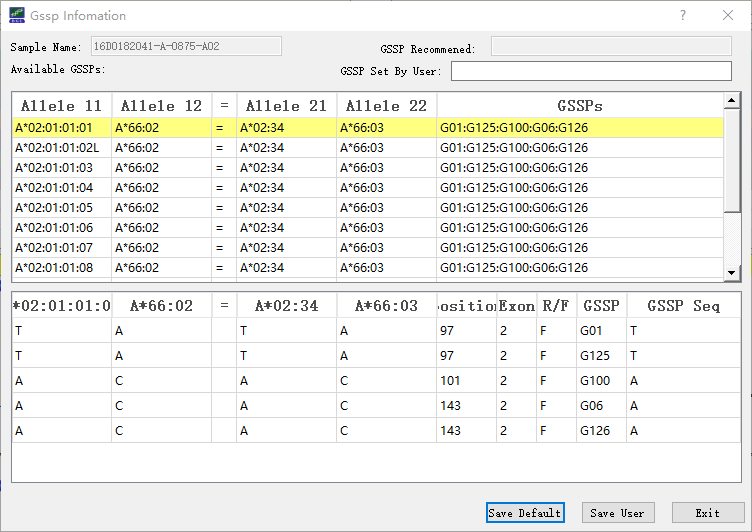 Gssp Infomation
Sample Name: 16D0182041-A-0875-A02 GSSP Recommened:
Available GSSPs: GSSP Set By User:
Allele 11 Allele 12 = Allele 21 Allele 22 GSSPs
A*02:01:01:01 A*66:02 = A*02:34 A*66:03 G01:G125:G100:G06:G126
A*02:01:01:02L A*66:02 = A*02:34 A*66:03 G01:G125:G100:G06:G126
A*02:01:01:03 A*66:02 = A*02:34 A*66:03 G01:G125:G100:G06:G126
A*02:01:01:04 A*66:02 = A*02:34 A*66:03 G01:G125:G100:G06:G126
A*02:01:01:05 A*66:02 = A*02:34 A*66:03 G01:G125:G100:G06:G126
A*02:01:01:06 A*66:02 = A*02:34 A*66:03 G01:G125:G100:G06:G126
A*02:01:01:07 A*66:02 = A*02:34 A*66:03 G01:G125:G100:G06:G126
A*02:01:01:08 A*66:02 = A*02:34 A*66:03 G01:G125:G100:G06:G126
*02:01:01:0 A*66:02 = A*02:34 A*66:03 osition Exon R/F GSSP GSSP Seq
T A T A 97 2 F G01 T
T A T A 97 2 F G125 T
A C A C 101 2 F G100 A
A C A C 143 2 F G06 A
A C A C 143 2 F G126 A
Save Default Save User Exit